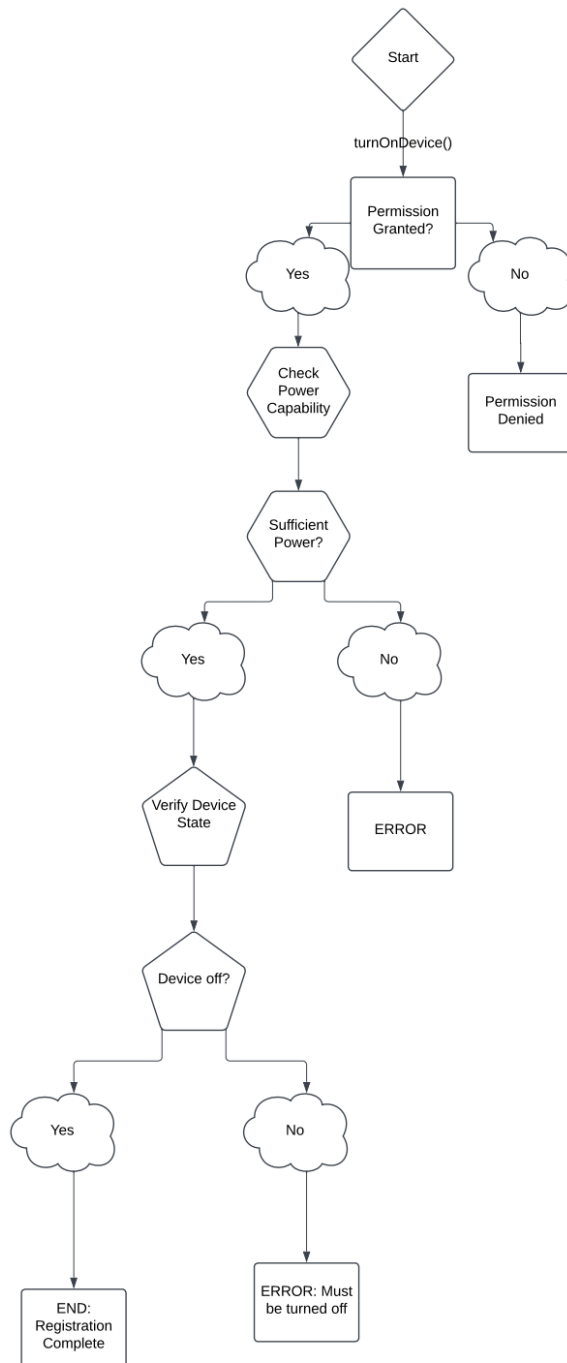 Start
turnOnDevice()
Permission
Granted?
Yes
No
Check
Power
Capability
Permission
Denied
Sufficient
Power?
Yes
No
Verify Device
State
ERROR
Device off?
Yes
No
END:
Registration
Complete
ERROR: Must
be turned off